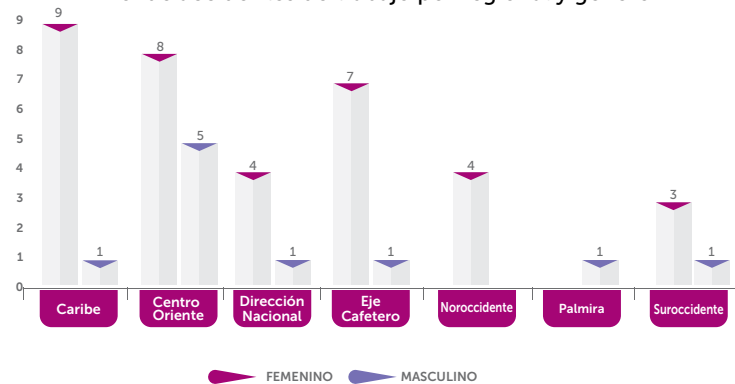 9
8
7
6
5
4
3
2
1
0
9
1
8
5
4
1
7
1
4
1
3
1
Caribe
Centro
Oriente
Dirección
Nacional
Eje
Cafetero
Noroccidente
Palmira
Suroccidente
FEMENINO
MASCULINO